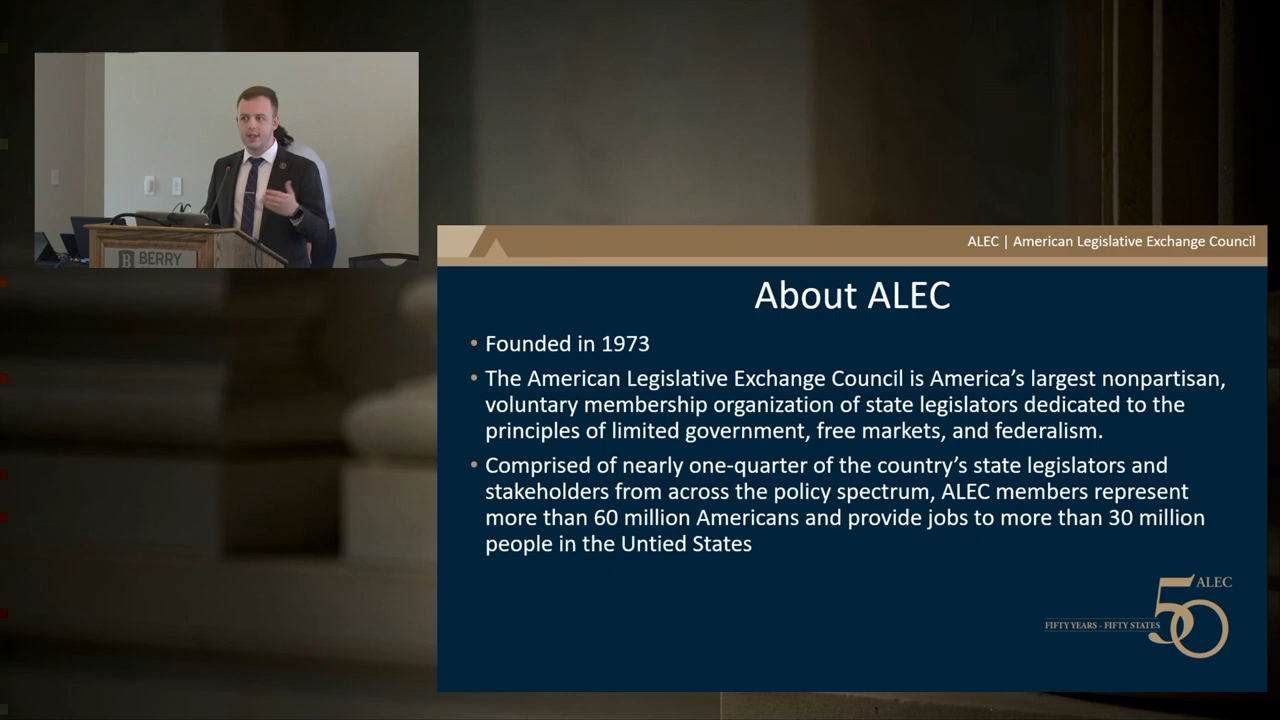 BERRY
ALEC | American Legislative Exchange Council
About ALEC
• Founded in 1973
• The American Legislative Exchange Council is America's largest nonpartisan,
voluntary membership organization of state legislators dedicated to the
principles of limited government, free markets, and federalism.
• Comprised of nearly one-quarter of the country's state legislators and
stakeholders from across the policy spectrum, ALEC members represent
more than 60 million Americans and provide jobs to more than 30 million
people in the Untied States
ALEC
50
FIFTY YEARS - FIFTY STATES